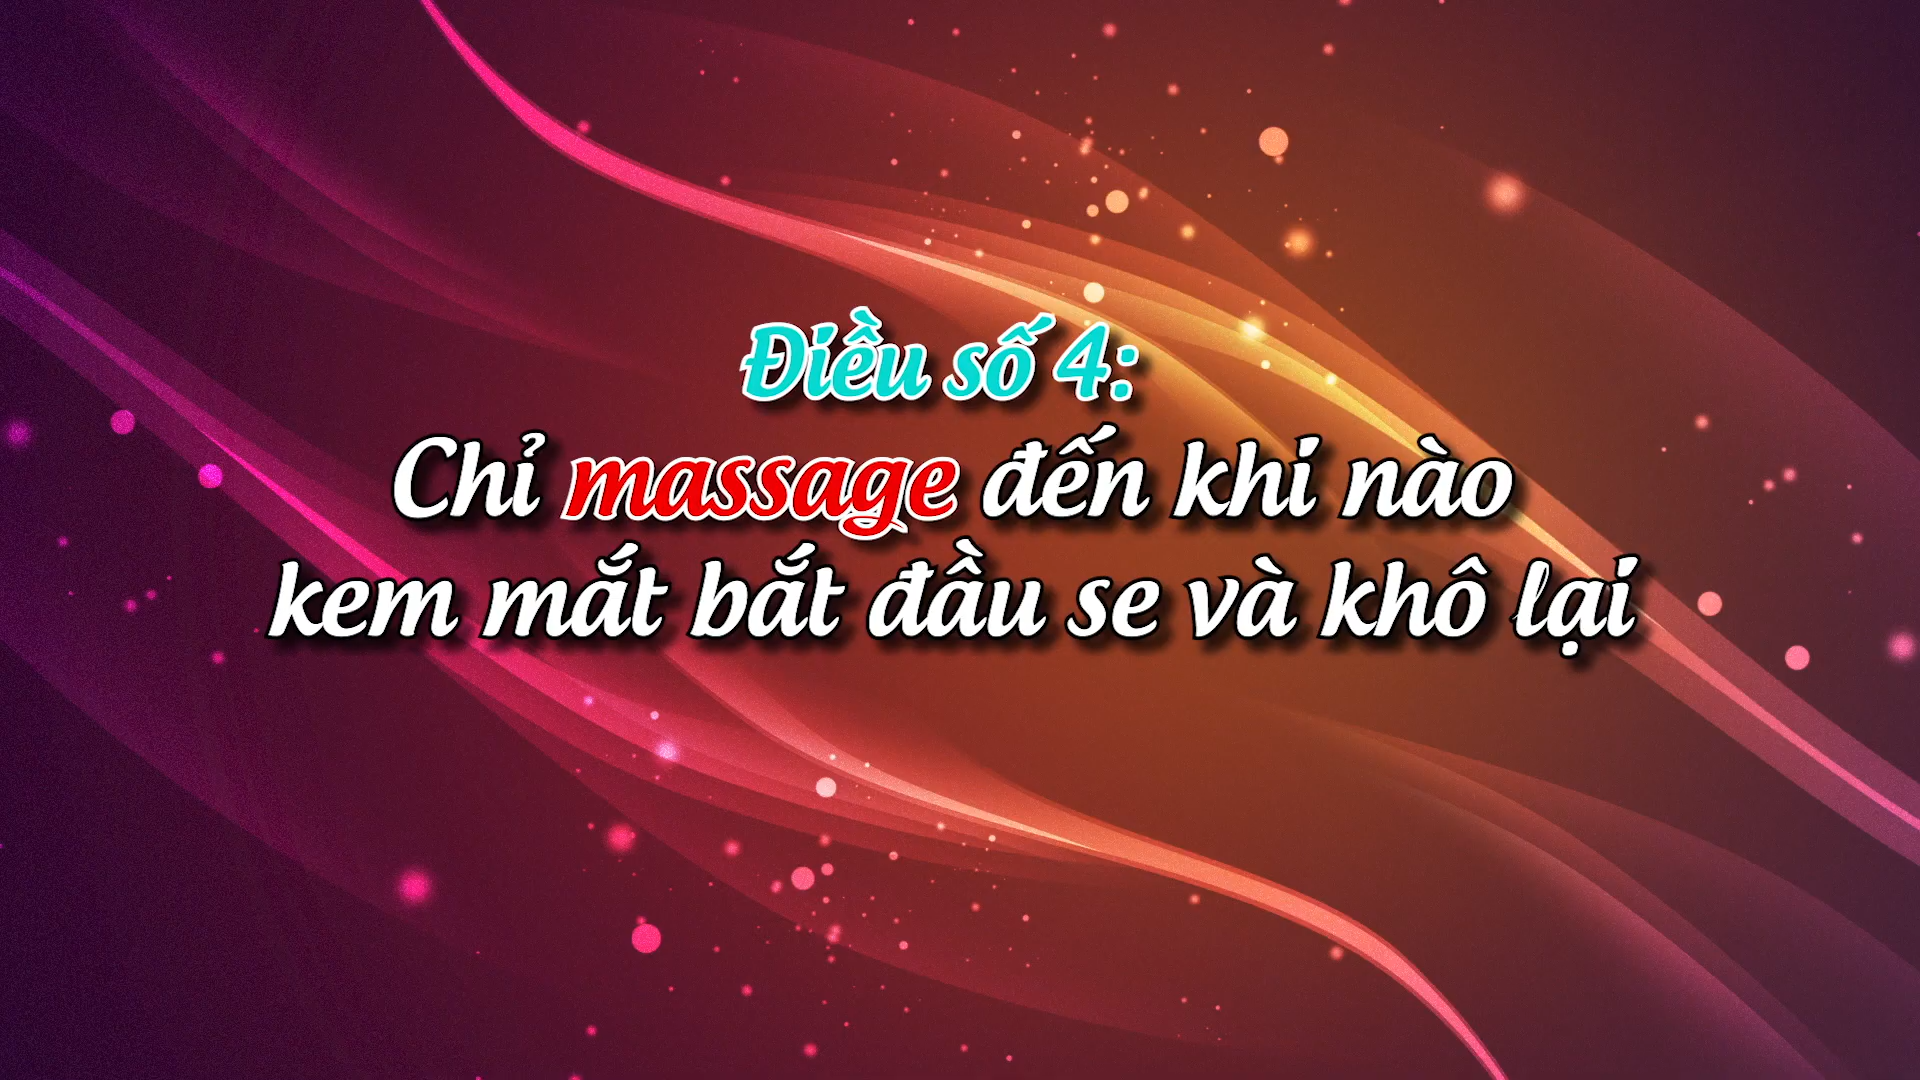 Điều số 4:
Chỉ massage đến khi nào
kem mắt bắt đầu se và khô lại